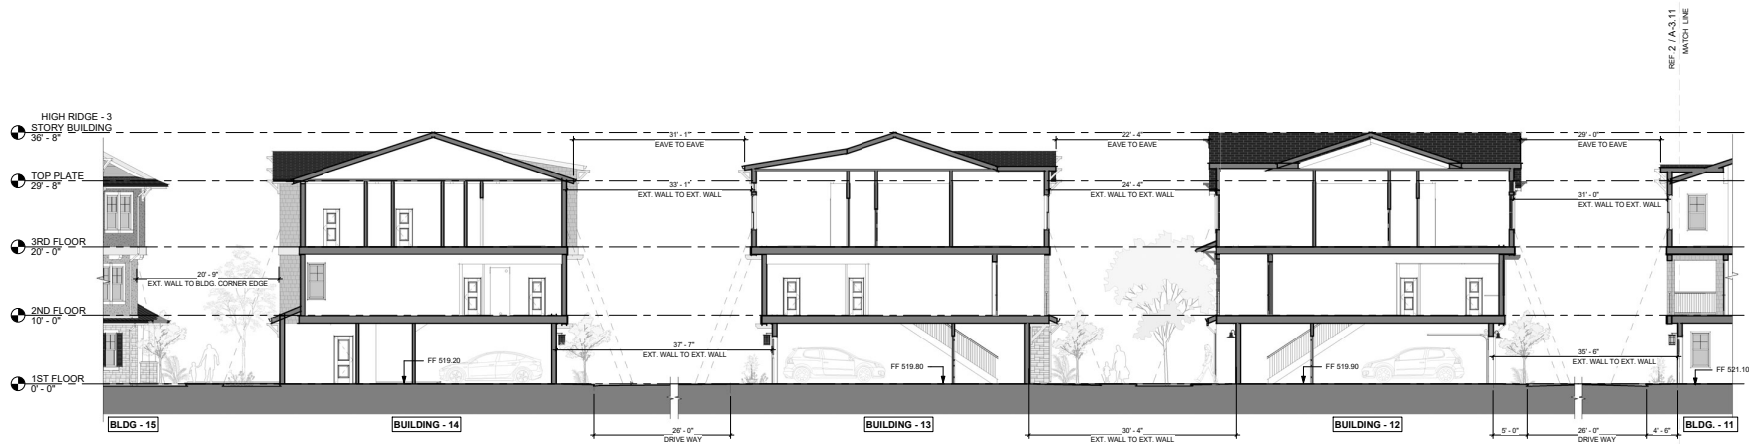 REF. 2 / A-3.11
MATCH LINE
HIGH RIDGE - 3
STORY BUILDING
36' - 8"
31' - 1"
EAVE TO EAVE
22' - 4"
EAVE TO EAVE
29' - 0"
EAVE TO EAVE
TOP PLATE
29' - 8"
33' - 1"
EXT. WALL TO EXT. WALL
24' - 4"
EXT. WALL TO EXT. WALL
31' - 0"
EXT. WALL TO EXT. WALL
3RD FLOOR
20' - 0"
20' - 9"
EXT. WALL TO BLDG. CORNER EDGE
2ND FLOOR
10' - 0"
37' - 7"
EXT. WALL TO EXT. WALL
35' - 6"
EXT. WALL TO EXT. WALL
FF 519.20
FF 519.80
FF 519.90
FF 521.10
1ST FLOOR
0' - 0"
BLDG - 15
BUILDING - 14
BUILDING - 13
BUILDING - 12
BLDG. - 11
26' - 0"
DRIVE WAY
30' - 4"
EXT. WALL TO EXT. WALL
5' - 0"
26' - 0"
DRIVE WAY
4' - 6"